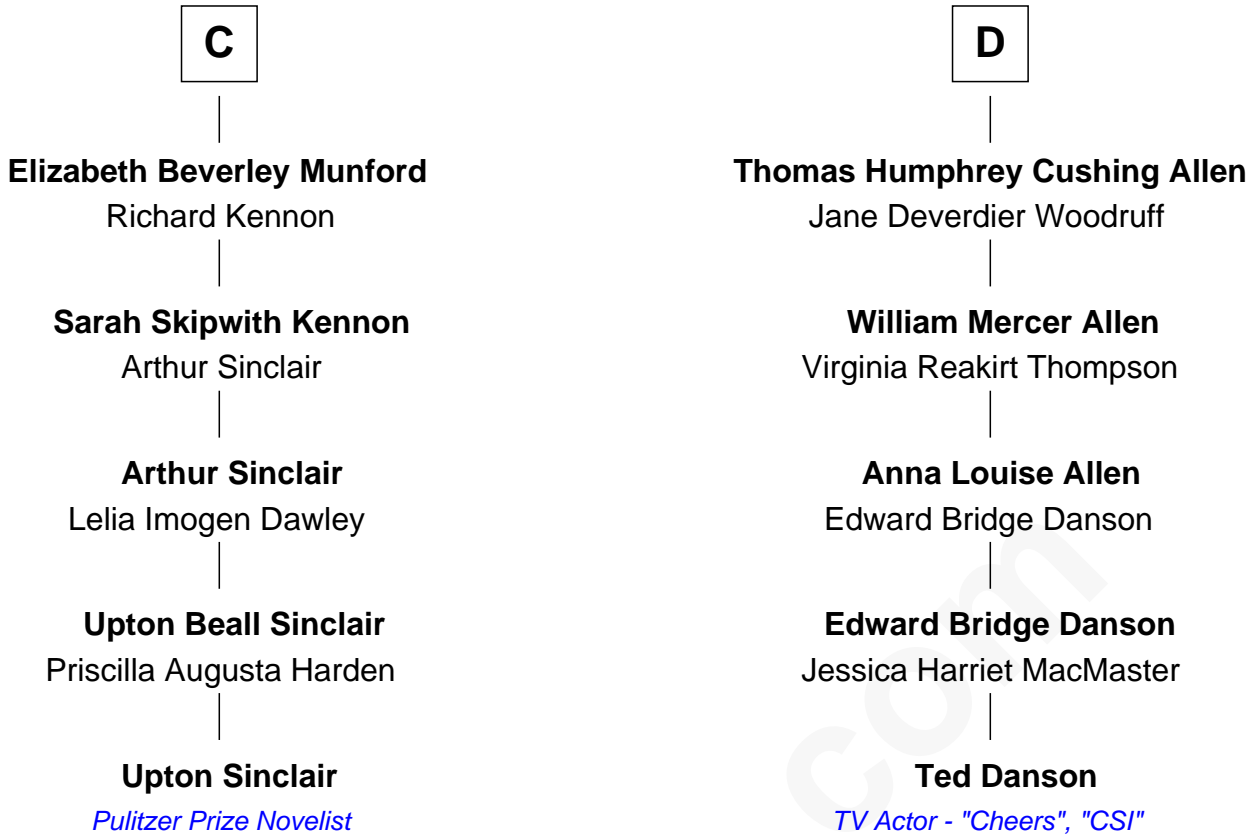 C
Elizabeth Beverley Munford
Richard Kennon
Sarah Skipwith Kennon
Arthur Sinclair
Arthur Sinclair
Lelia Imogen Dawley
Upton Beall Sinclair
Priscilla Augusta Harden
Upton Sinclair
Pulitzer Prize Novelist
D
Thomas Humphrey Cushing Allen
Jane Deverdier Woodruff
William Mercer Allen
Virginia Reakirt Thompson
Anna Louise Allen
Edward Bridge Danson
Edward Bridge Danson
Jessica Harriet MacMaster
Ted Danson
TV Actor - "Cheers", "CSI"
com